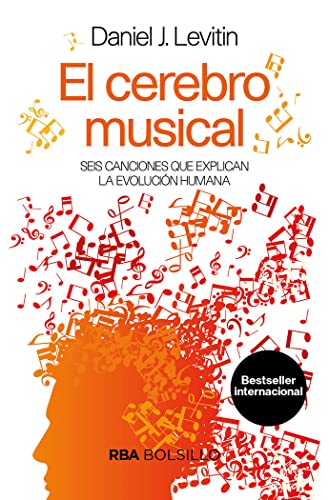 Daniel J. Levitin
El cerebro
musical
SEIS CANCIONES QUE EXPLICAN
LA EVOLUCIÓN HUMANA
Bestseller
internacional
RBA BOLSILLO